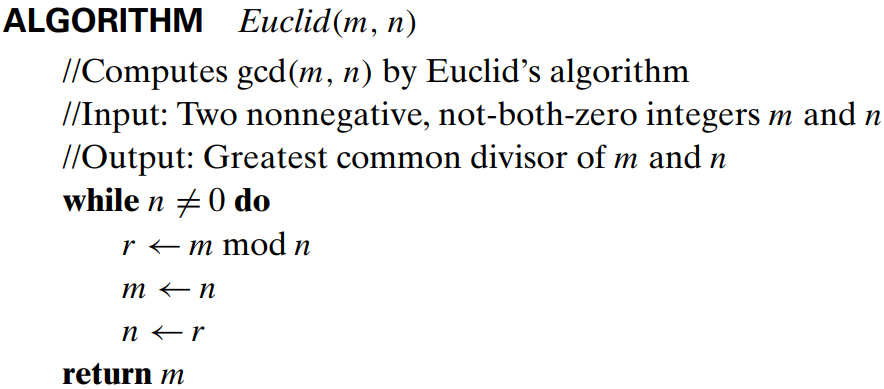 ALGORITHM Euclid(m, n)
//Computes gcd(m, n) by Euclid’s algorithm
//Input: Two nonnegative, not-both-zero integers m and n
//Output: Greatest common divisor of m and n
while n ≠ 0 do
r ← m mod n
m ← n
n ← r
return m